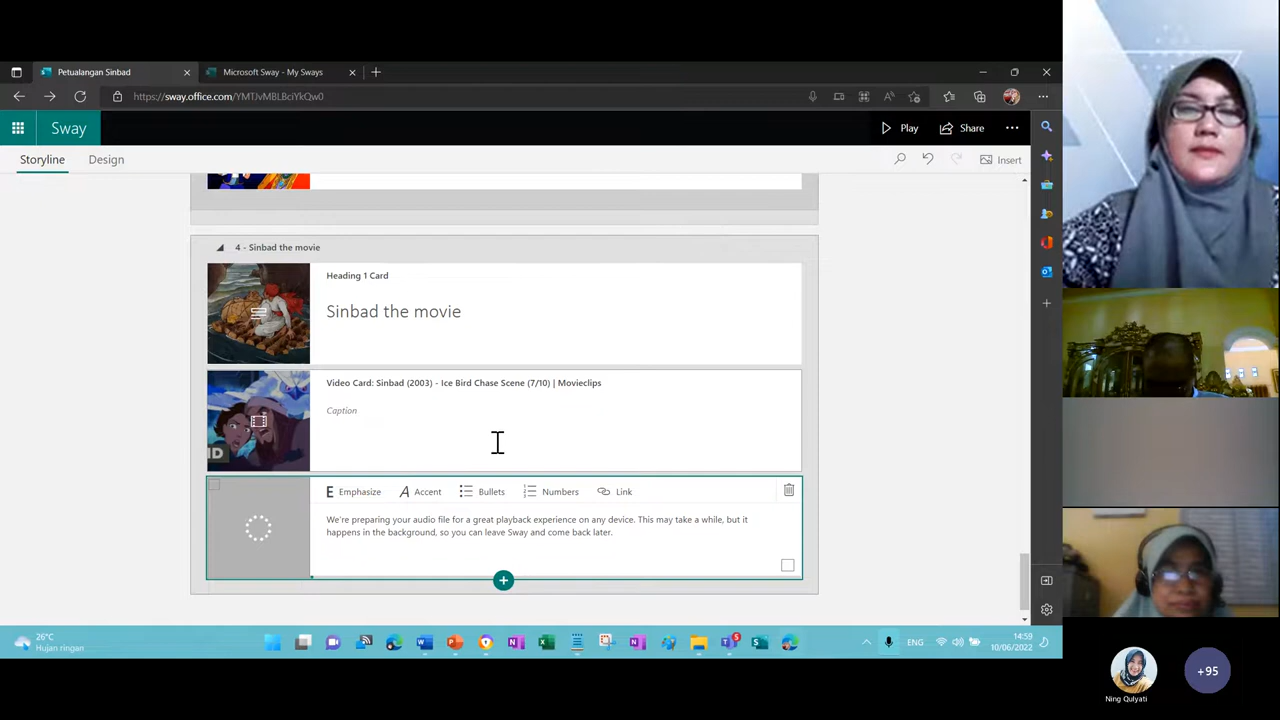 Petualangan Sinbad
Microsoft Sway - My Sways
https://sway.office.com/YMTJvMBLBciYkQw0
Sway
Play
Share
Storyline
Design
Insert
4 - Sinbad the movie
Heading 1 Card
Sinbad the movie
Video Card: Sinbad (2003) - Ice Bird Chase Scene (7/10) | Movieclips
Caption
HD
E Emphasize
A Accent
Bullets
Numbers
Link
We're preparing your audio file for a great playback experience on any device. This may take a while, but it
happens in the background, so you can leave Sway and come back later.
26°C
Hujan ringan
5
ENG
14:59
10/06/2022
Ning Qulyati
+95